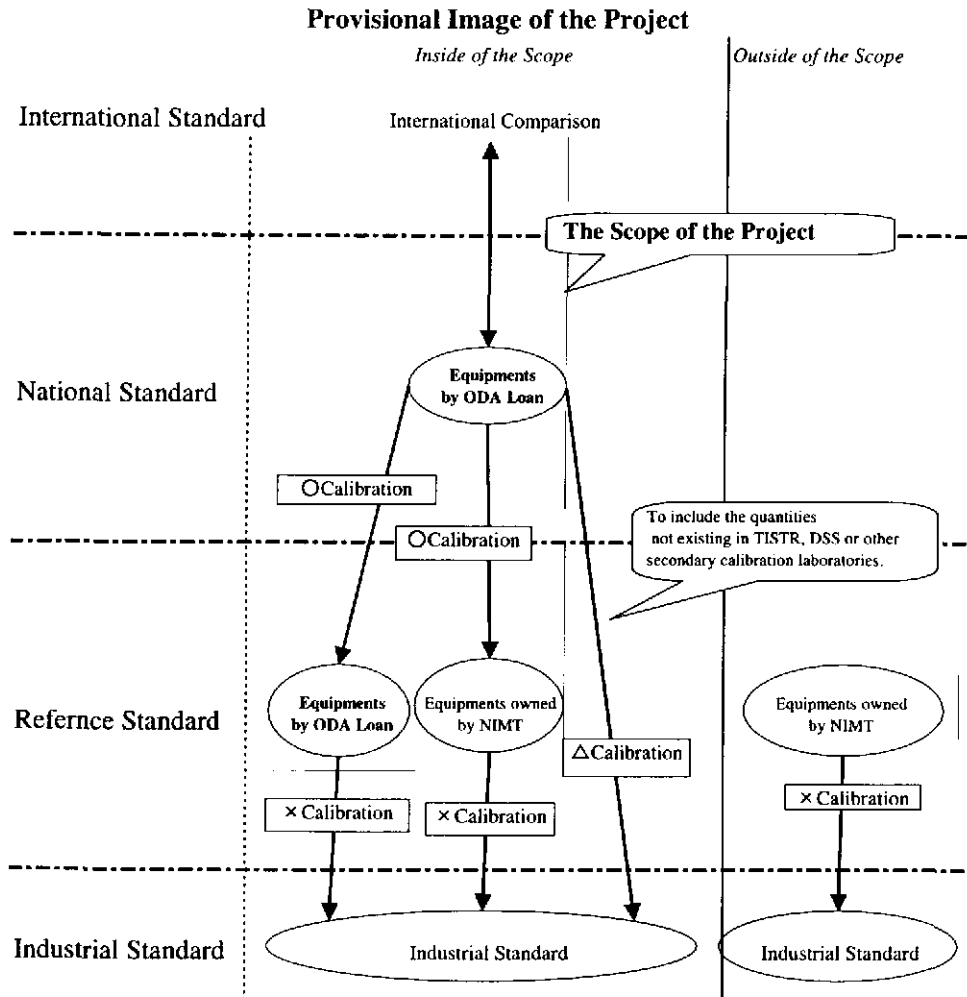 Provisional Image of the Project
Inside of the Scope
Outside of the Scope
International Standard
International Comparison
The Scope of the Project
National Standard
Equipments
by ODA Loan
○Calibration
○Calibration
To include the quantities
not existing in TISTR, DSS or other
secondary calibration laboratories.
Refernce Standard
Equipments
by ODA Loan
Equipments owned
by NIMT
Equipments owned
by NIMT
△Calibration
×Calibration
×Calibration
×Calibration
Industrial Standard
Industrial Standard
Industrial Standard